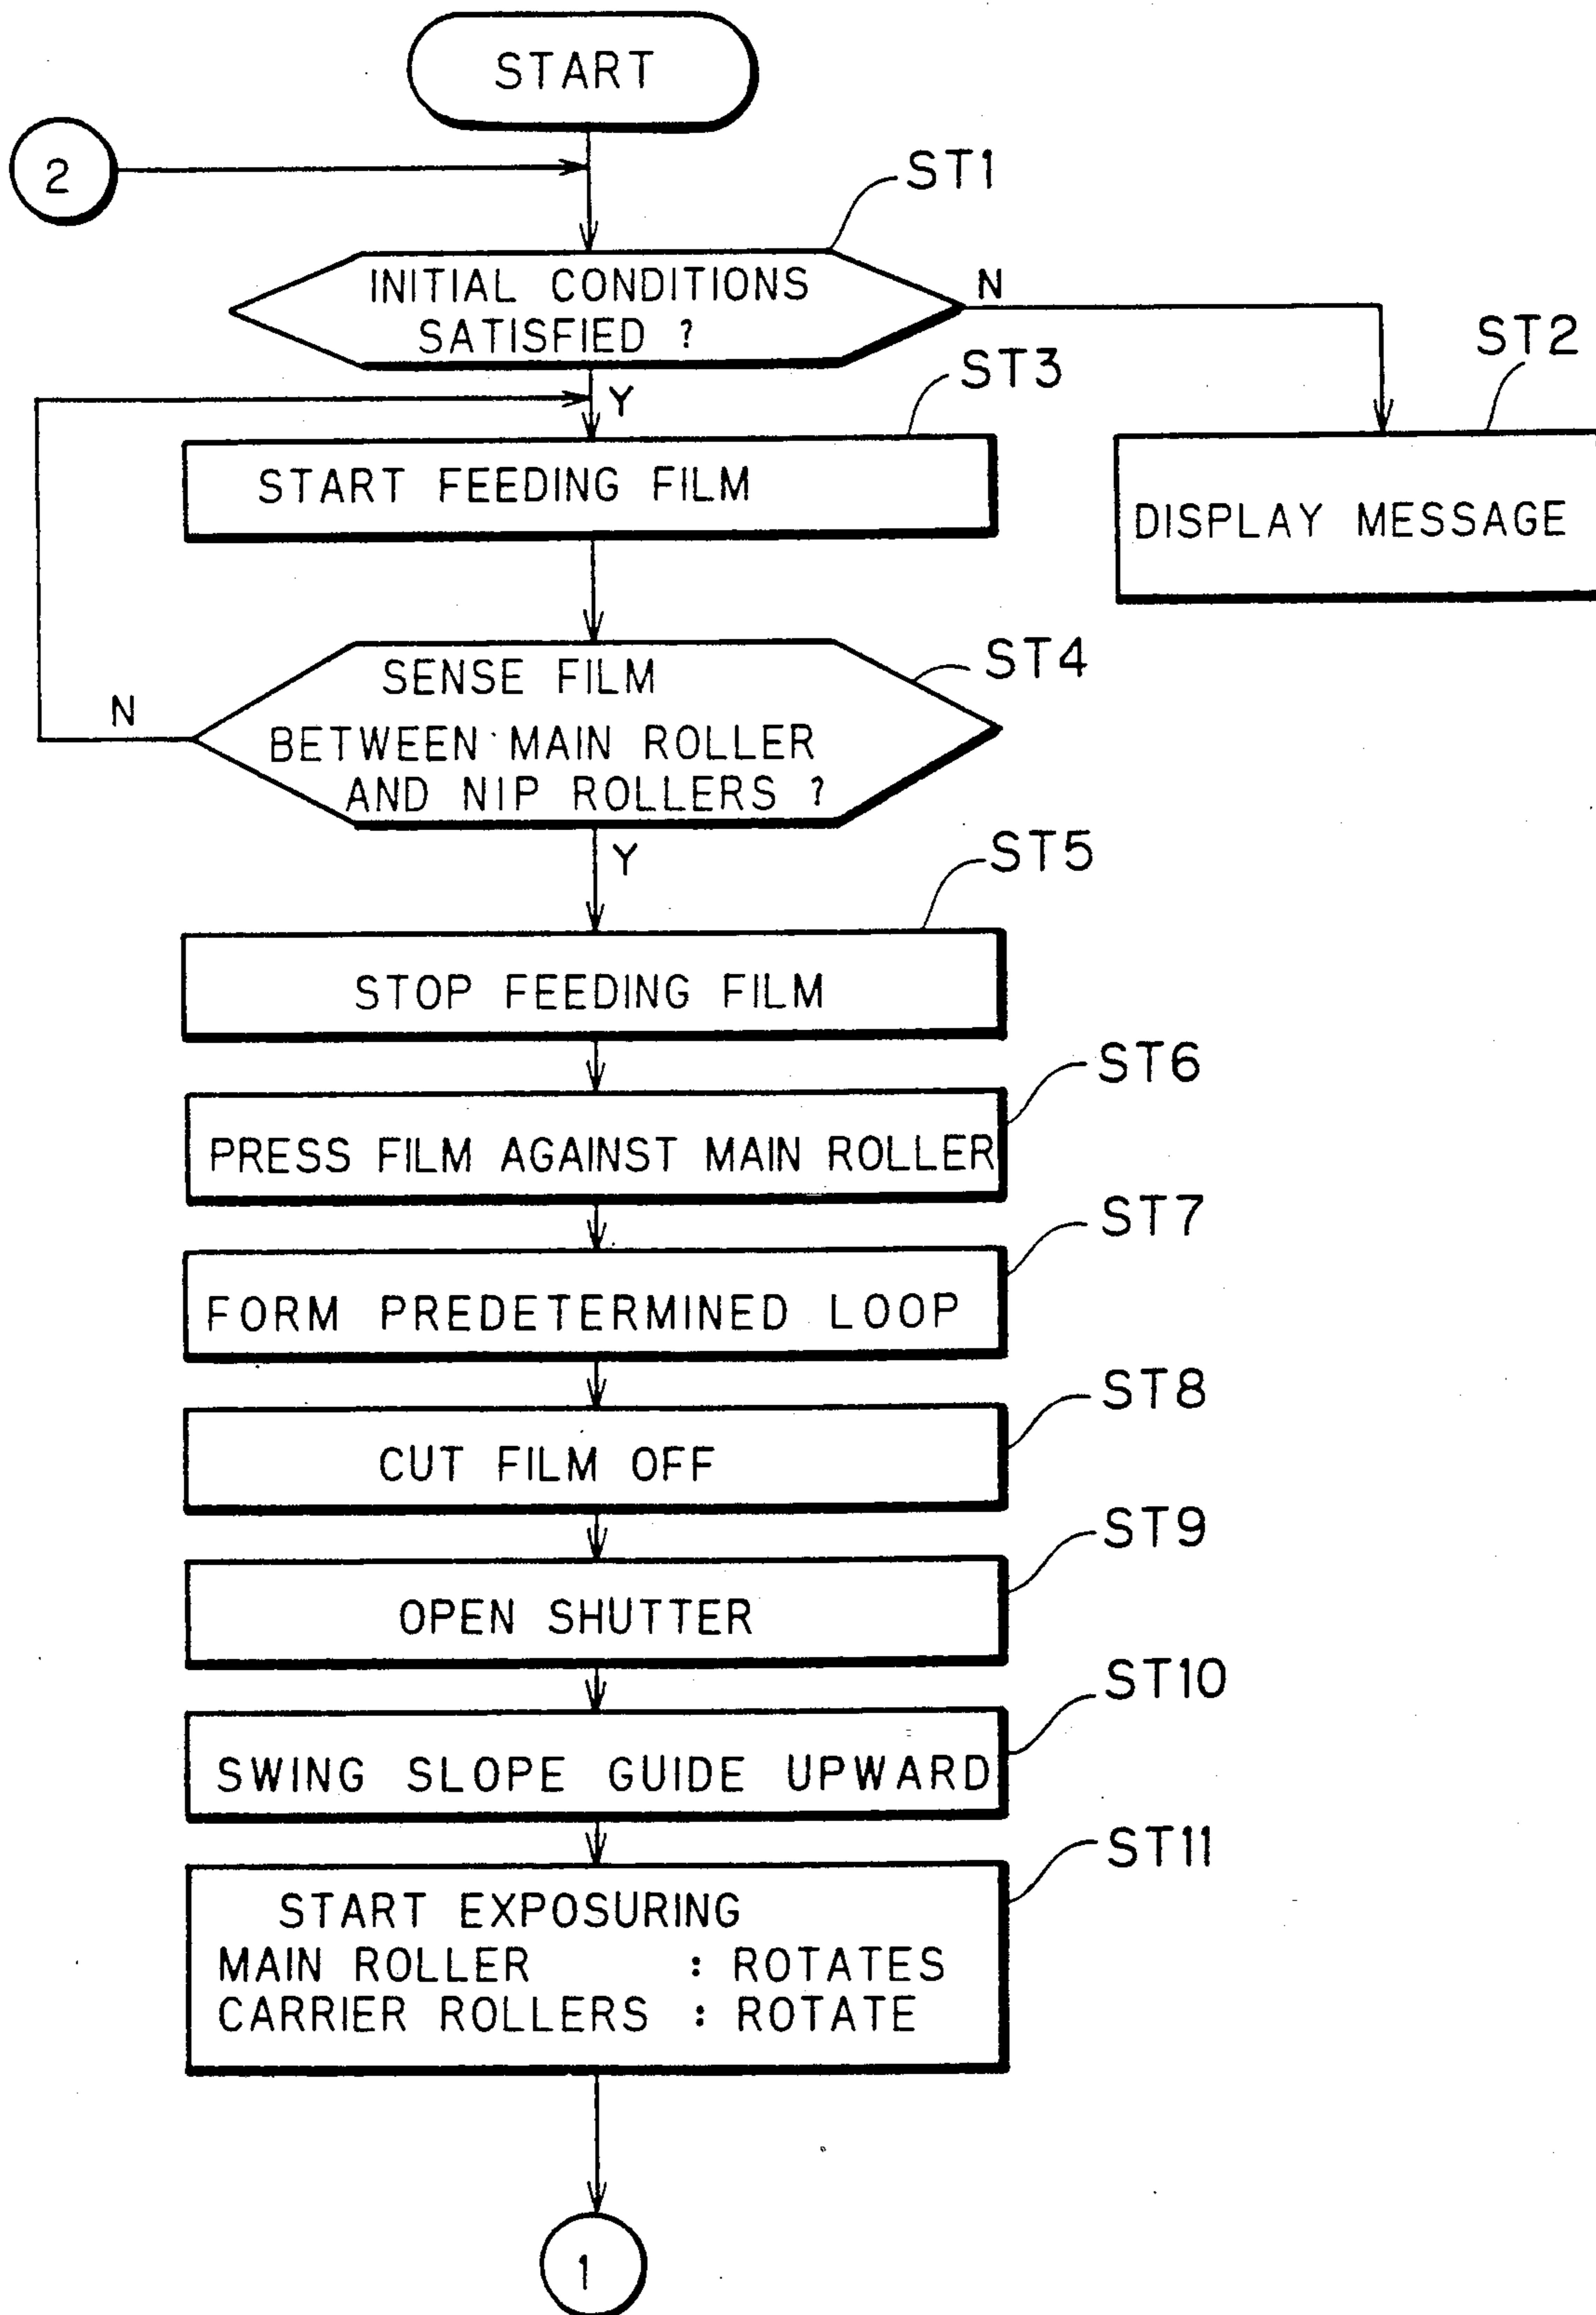 START
2
ST1
INITIAL CONDITIONS
SATISFIED ?
N
ST2
DISPLAY MESSAGE
Y
ST3
START FEEDING FILM
ST4
SENSE FILM
BETWEEN MAIN ROLLER
AND NIP ROLLERS ?
N
Y
ST5
STOP FEEDING FILM
ST6
PRESS FILM AGAINST MAIN ROLLER
ST7
FORM PREDETERMINED LOOP
ST8
CUT FILM OFF
ST9
OPEN SHUTTER
ST10
SWING SLOPE GUIDE UPWARD
ST11
START EXPOSURING
MAIN ROLLER : ROTATES
CARRIER ROLLERS : ROTATE
1